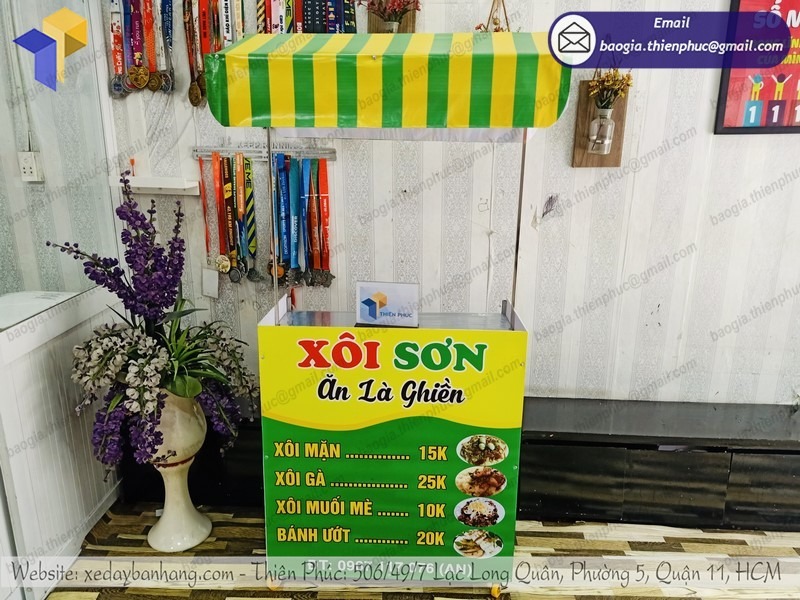 Email
baogia.thienphuc@gmail.com
THIÊN PHÚC
XÔI SƠN
Ăn Là Ghiền
XÔI MẶN .............. 15K
XÔI GÀ ................. 25K
XÔI MUỐI MÈ ....... 10K
BÁNH ƯỚT ........... 20K
Website: xedaybanhang.com - Thiên Phúc: 506/49/7 Lạc Long Quân, Phường 5, Quận 11, HCM